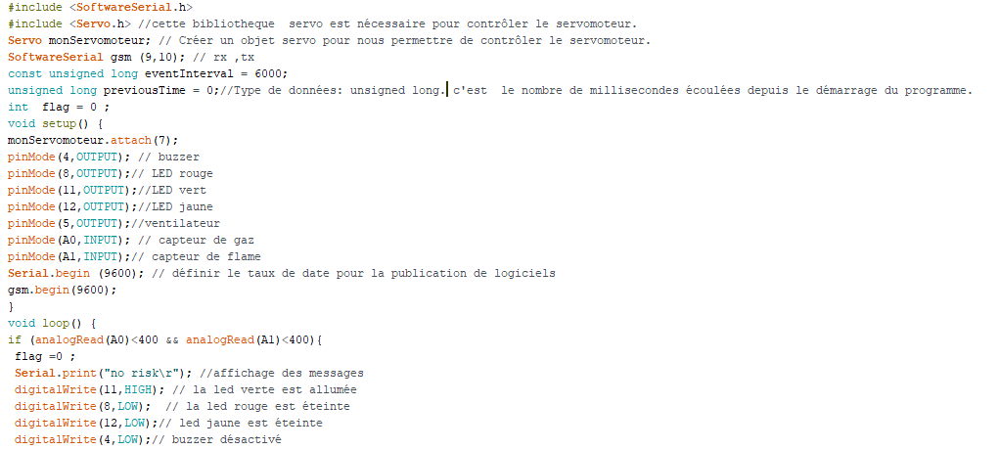 #include <SoftwareSerial.h>
#include <Servo.h> //cette bibliotheque  servo est nécessaire pour contrôler le servomoteur.
Servo monServomoteur; // Créer un objet servo pour nous permettre de contrôler le servomoteur.
SoftwareSerial gsm (9,10); // rx ,tx
const unsigned long eventInterval = 6000;
unsigned long previousTime = 0;//Type de données: unsigned long. c'est  le nombre de millisecondes écoulées depuis le démarrage du programme.
int  flag = 0 ;
void setup() {
monServomoteur.attach(7);
pinMode(4,OUTPUT); // buzzer
pinMode(8,OUTPUT);// LED rouge
pinMode(11,OUTPUT);//LED vert
pinMode(12,OUTPUT);//LED jaune
pinMode(5,OUTPUT);//ventilateur
pinMode(A0,INPUT); // capteur de gaz
pinMode(A1,INPUT);// capteur de flame
Serial.begin (9600); // définir le taux de date pour la publication de logiciels
gsm.begin(9600);
}
void loop() {
if (analogRead(A0)<400 && analogRead(A1)<400){
 flag =0 ;
 Serial.print("no risk\r"); //affichage des messages
 digitalWrite(11,HIGH); // la led verte est allumée
 digitalWrite(8,LOW);  // la led rouge est éteinte
 digitalWrite(12,LOW);// led jaune est éteinte
 digitalWrite(4,LOW);// buzzer désactivé